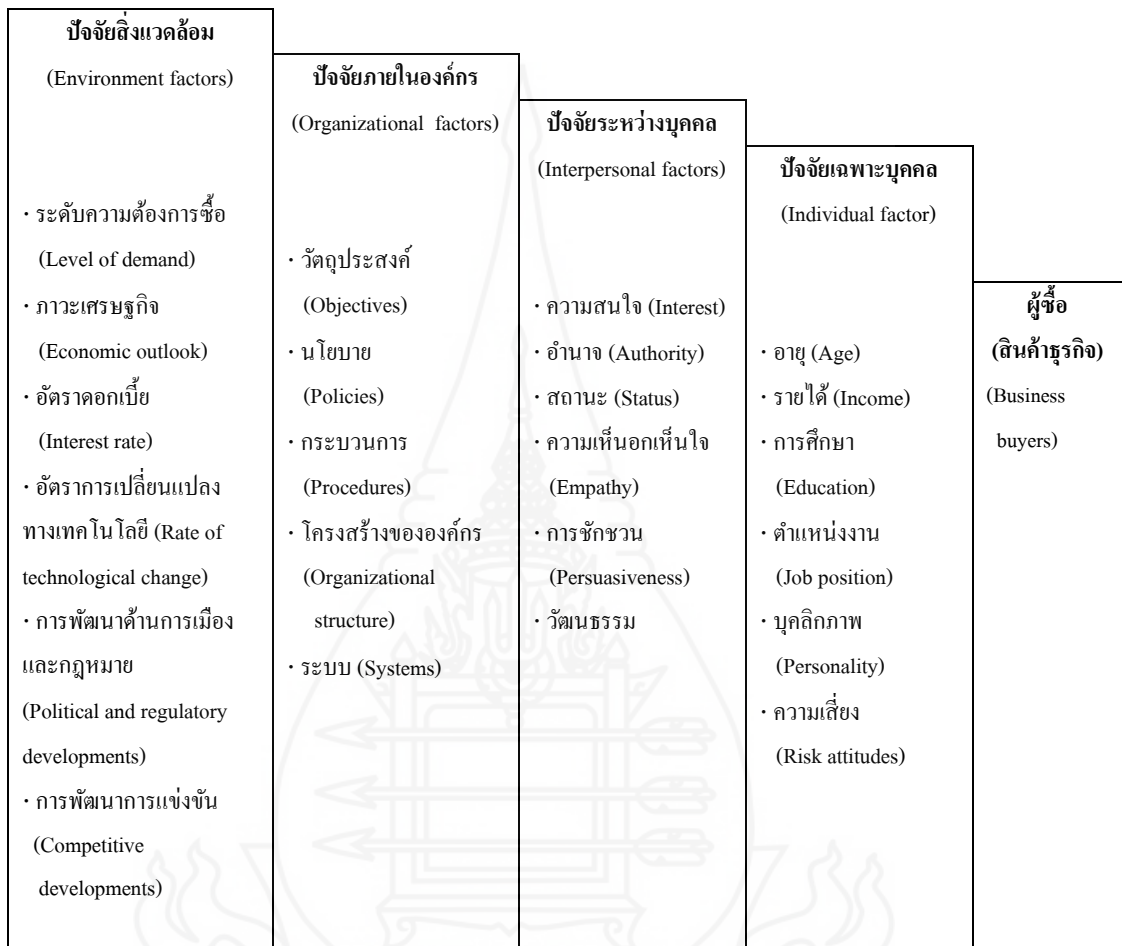 ปัจจัยสิ่งแวดล้อม
(Environment factors)
· ระดับความต้องการซื้อ
(Level of demand)
· ภาวะเศรษฐกิจ
(Economic outlook)
· อัตราดอกเบี้ย
(Interest rate)
· อัตราการเปลี่ยนแปลง
ทางเทคโนโลยี (Rate of
technological change)
· การพัฒนาด้านการเมือง
และกฎหมาย
(Political and regulatory
developments)
· การพัฒนาการแข่งขัน
(Competitive
developments)
ปัจจัยภายในองค์กร
(Organizational factors)
· วัตถุประสงค์
(Objectives)
· นโยบาย
(Policies)
· กระบวนการ
(Procedures)
· โครงสร้างขององค์กร
(Organizational
structure)
· ระบบ (Systems)
ปัจจัยระหว่างบุคคล
(Interpersonal factors)
· ความสนใจ (Interest)
· อำนาจ (Authority)
· สถานะ (Status)
· ความเห็นอกเห็นใจ
(Empathy)
· การชักชวน
(Persuasiveness)
· วัฒนธรรม
ปัจจัยเฉพาะบุคคล
(Individual factor)
· อายุ (Age)
· รายได้ (Income)
· การศึกษา
(Education)
· ตำแหน่งงาน
(Job position)
· บุคลิกภาพ
(Personality)
· ความเสี่ยง
(Risk attitudes)
ผู้ซื้อ
(สินค้าธุรกิจ)
(Business
buyers)